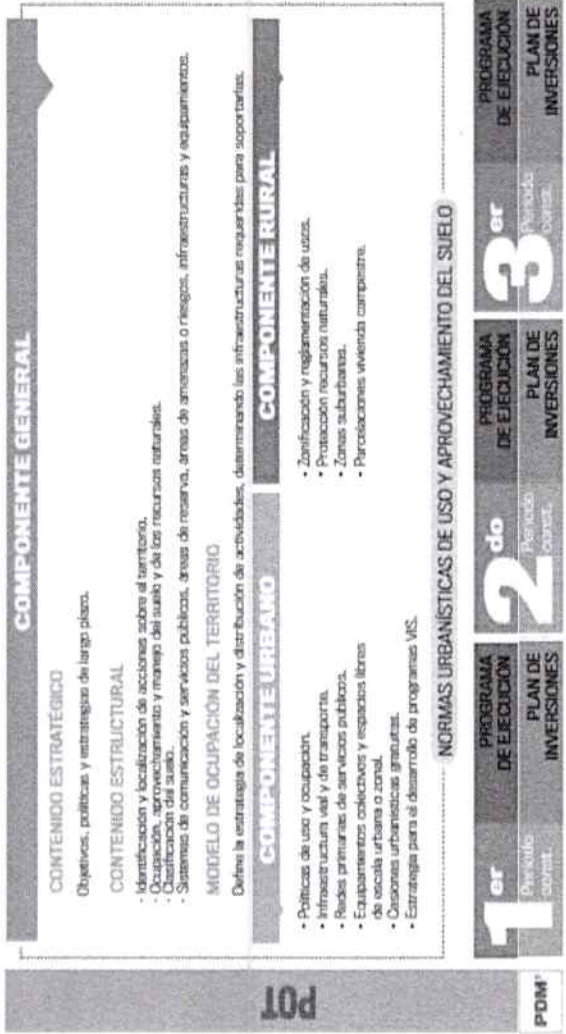 COMPONENTE GENERAL
CONTENIDO ESTRATÉGICO
Objetivos, políticas y estrategias de largo plazo.
CONTENIDO ESTRUCTURAL
- Identificación y localización de acciones sobre el territorio.
- Ocupación, aprovechamiento y manejo del suelo y de los recursos naturales.
- Clasificación del suelo.
- Sistemas de comunicación y servicios públicos, áreas de reserva, áreas de amenazas o riesgos, infraestructuras y equipamientos.
MODELO DE OCUPACIÓN DEL TERRITORIO
Define la estrategia de localización y distribución de actividades, determinando las infraestructuras requeridas para soportarlas.
COMPONENTE URBANO
• Políticas de uso y ocupación.
• Infraestructura vial y de transporte.
• Redes primarias de servicios públicos.
• Equipamientos colectivos y espacios libres
de escala urbana o zonal.
• Cesiones urbanísticas gratuitas.
• Estrategia para el desarrollo de programas VIS.
COMPONENTE RURAL
• Zonificación y reglamentación de usos.
• Protección recursos naturales.
• Zonas suburbanas.
• Parcelaciones vivienda campestre.
NORMAS URBANÍSTICAS DE USO Y APROVECHAMIENTO DEL SUELO
POT
PDM¹
1er
Periodo
const.
PROGRAMA
DE EJECUCIÓN
PLAN DE
INVERSIONES
2do
Periodo
const.
PROGRAMA
DE EJECUCIÓN
PLAN DE
INVERSIONES
3er
Periodo
const.
PROGRAMA
DE EJECUCIÓN
PLAN DE
INVERSIONES